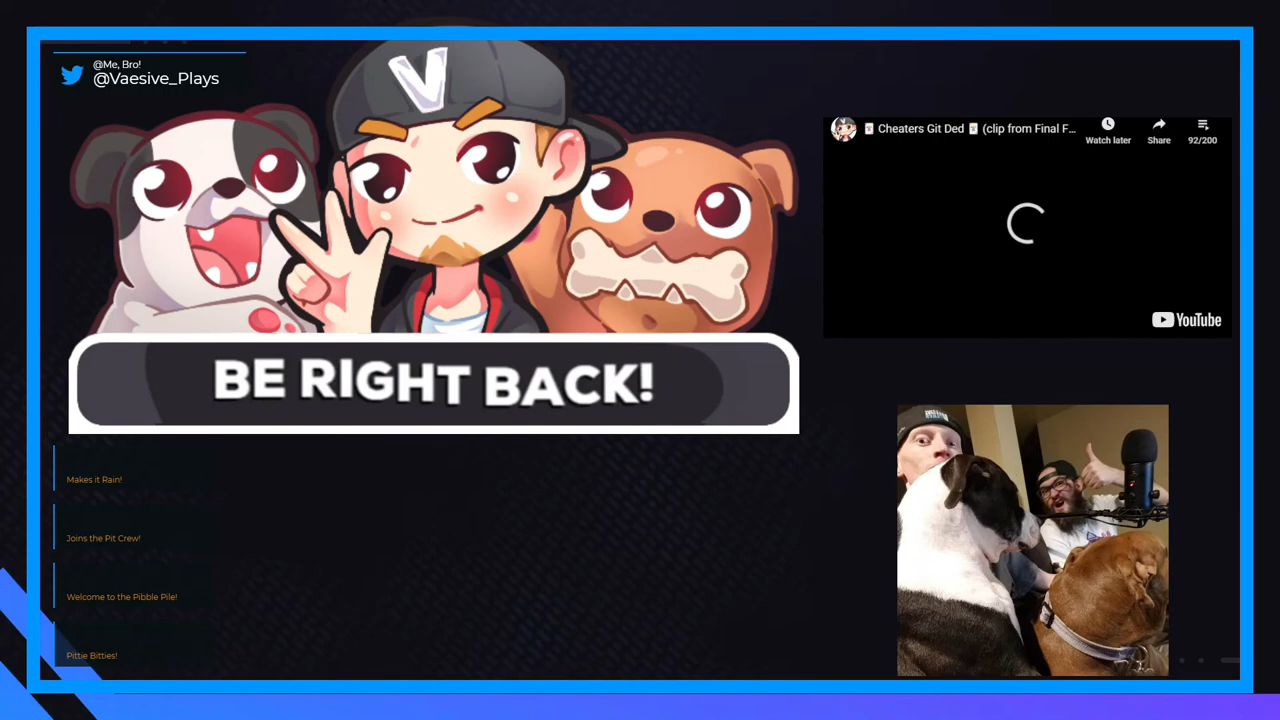 @Me, Bro!
@Vaesive_Plays
V
🃏 Cheaters Git Ded 🃏 (clip from Final F...
Watch later
Share
92/200
YouTube
BE RIGHT BACK!
Makes it Rain!
Joins the Pit Crew!
Welcome to the Pibble Pile!
Pittie Bitties!